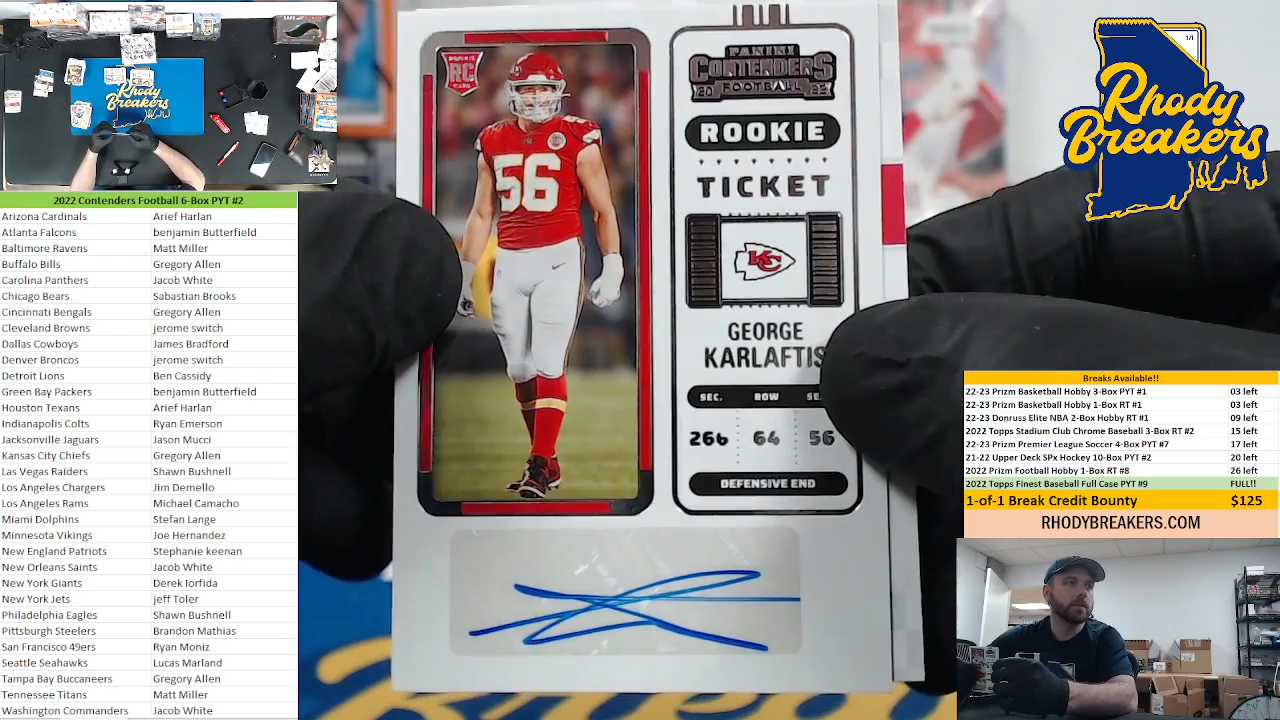 Rhody
Breakers
2022 Contenders Football 6-Box PYT #2
Arizona Cardinals Arief Harlan
Atlanta Falcons benjamin Butterfield
Baltimore Ravens Matt Miller
Buffalo Bills Gregory Allen
Carolina Panthers Jacob White
Chicago Bears Sabastian Brooks
Cincinnati Bengals Gregory Allen
Cleveland Browns jerome switch
Dallas Cowboys James Bradford
Denver Broncos jerome switch
Detroit Lions Ben Cassidy
Green Bay Packers benjamin Butterfield
Houston Texans Arief Harlan
Indianapolis Colts Ryan Emerson
Jacksonville Jaguars Jason Mucci
Kansas City Chiefs Gregory Allen
Las Vegas Raiders Shawn Bushnell
Los Angeles Chargers Jim Demello
Los Angeles Rams Michael Camacho
Miami Dolphins Stefan Lange
Minnesota Vikings Joe Hernandez
New England Patriots Stephanie keenan
New Orleans Saints Jacob White
New York Giants Derek Iorfida
New York Jets jeff Toler
Philadelphia Eagles Shawn Bushnell
Pittsburgh Steelers Brandon Mathias
San Francisco 49ers Ryan Moniz
Seattle Seahawks Lucas Marland
Tampa Bay Buccaneers Gregory Allen
Tennessee Titans Matt Miller
Washington Commanders Jacob White
RC
56
PANINI
CONTENDERS
20 FOOTBALL 22
ROOKIE
TICKET
KC
GEORGE
KARLAFTIS
SEC. ROW
266 64 56
DEFENSIVE END
1/1
Rhody
Breakers
Breaks Available!!
22-23 Prizm Basketball Hobby 3-Box PYT #1 03 left
22-23 Prizm Basketball Hobby 1-Box RT #1 03 left
22-23 Donruss Elite NBA 2-Box Hobby RT #1 09 left
2022 Topps Stadium Club Chrome Baseball 3-Box RT #2 15 left
22-23 Prizm Premier League Soccer 4-Box PYT #7 17 left
21-22 Upper Deck SPx Hockey 10-Box PYT #2 20 left
2022 Prizm Football Hobby 1-Box RT #8 26 left
2022 Topps Finest Baseball Full Case PYT #9 FULL!!
1-of-1 Break Credit Bounty $125
RHODYBREAKERS.COM